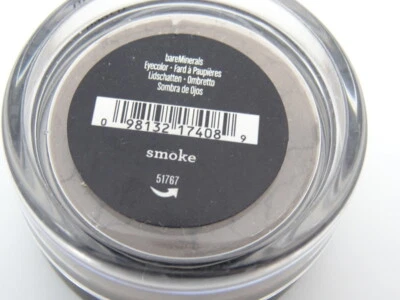 bareMinerals
Eyecolor · Fard à Paupières
Lidschatten · Ombretto
Sombra de Ojos
0 98132 17408 9
smoke
51767